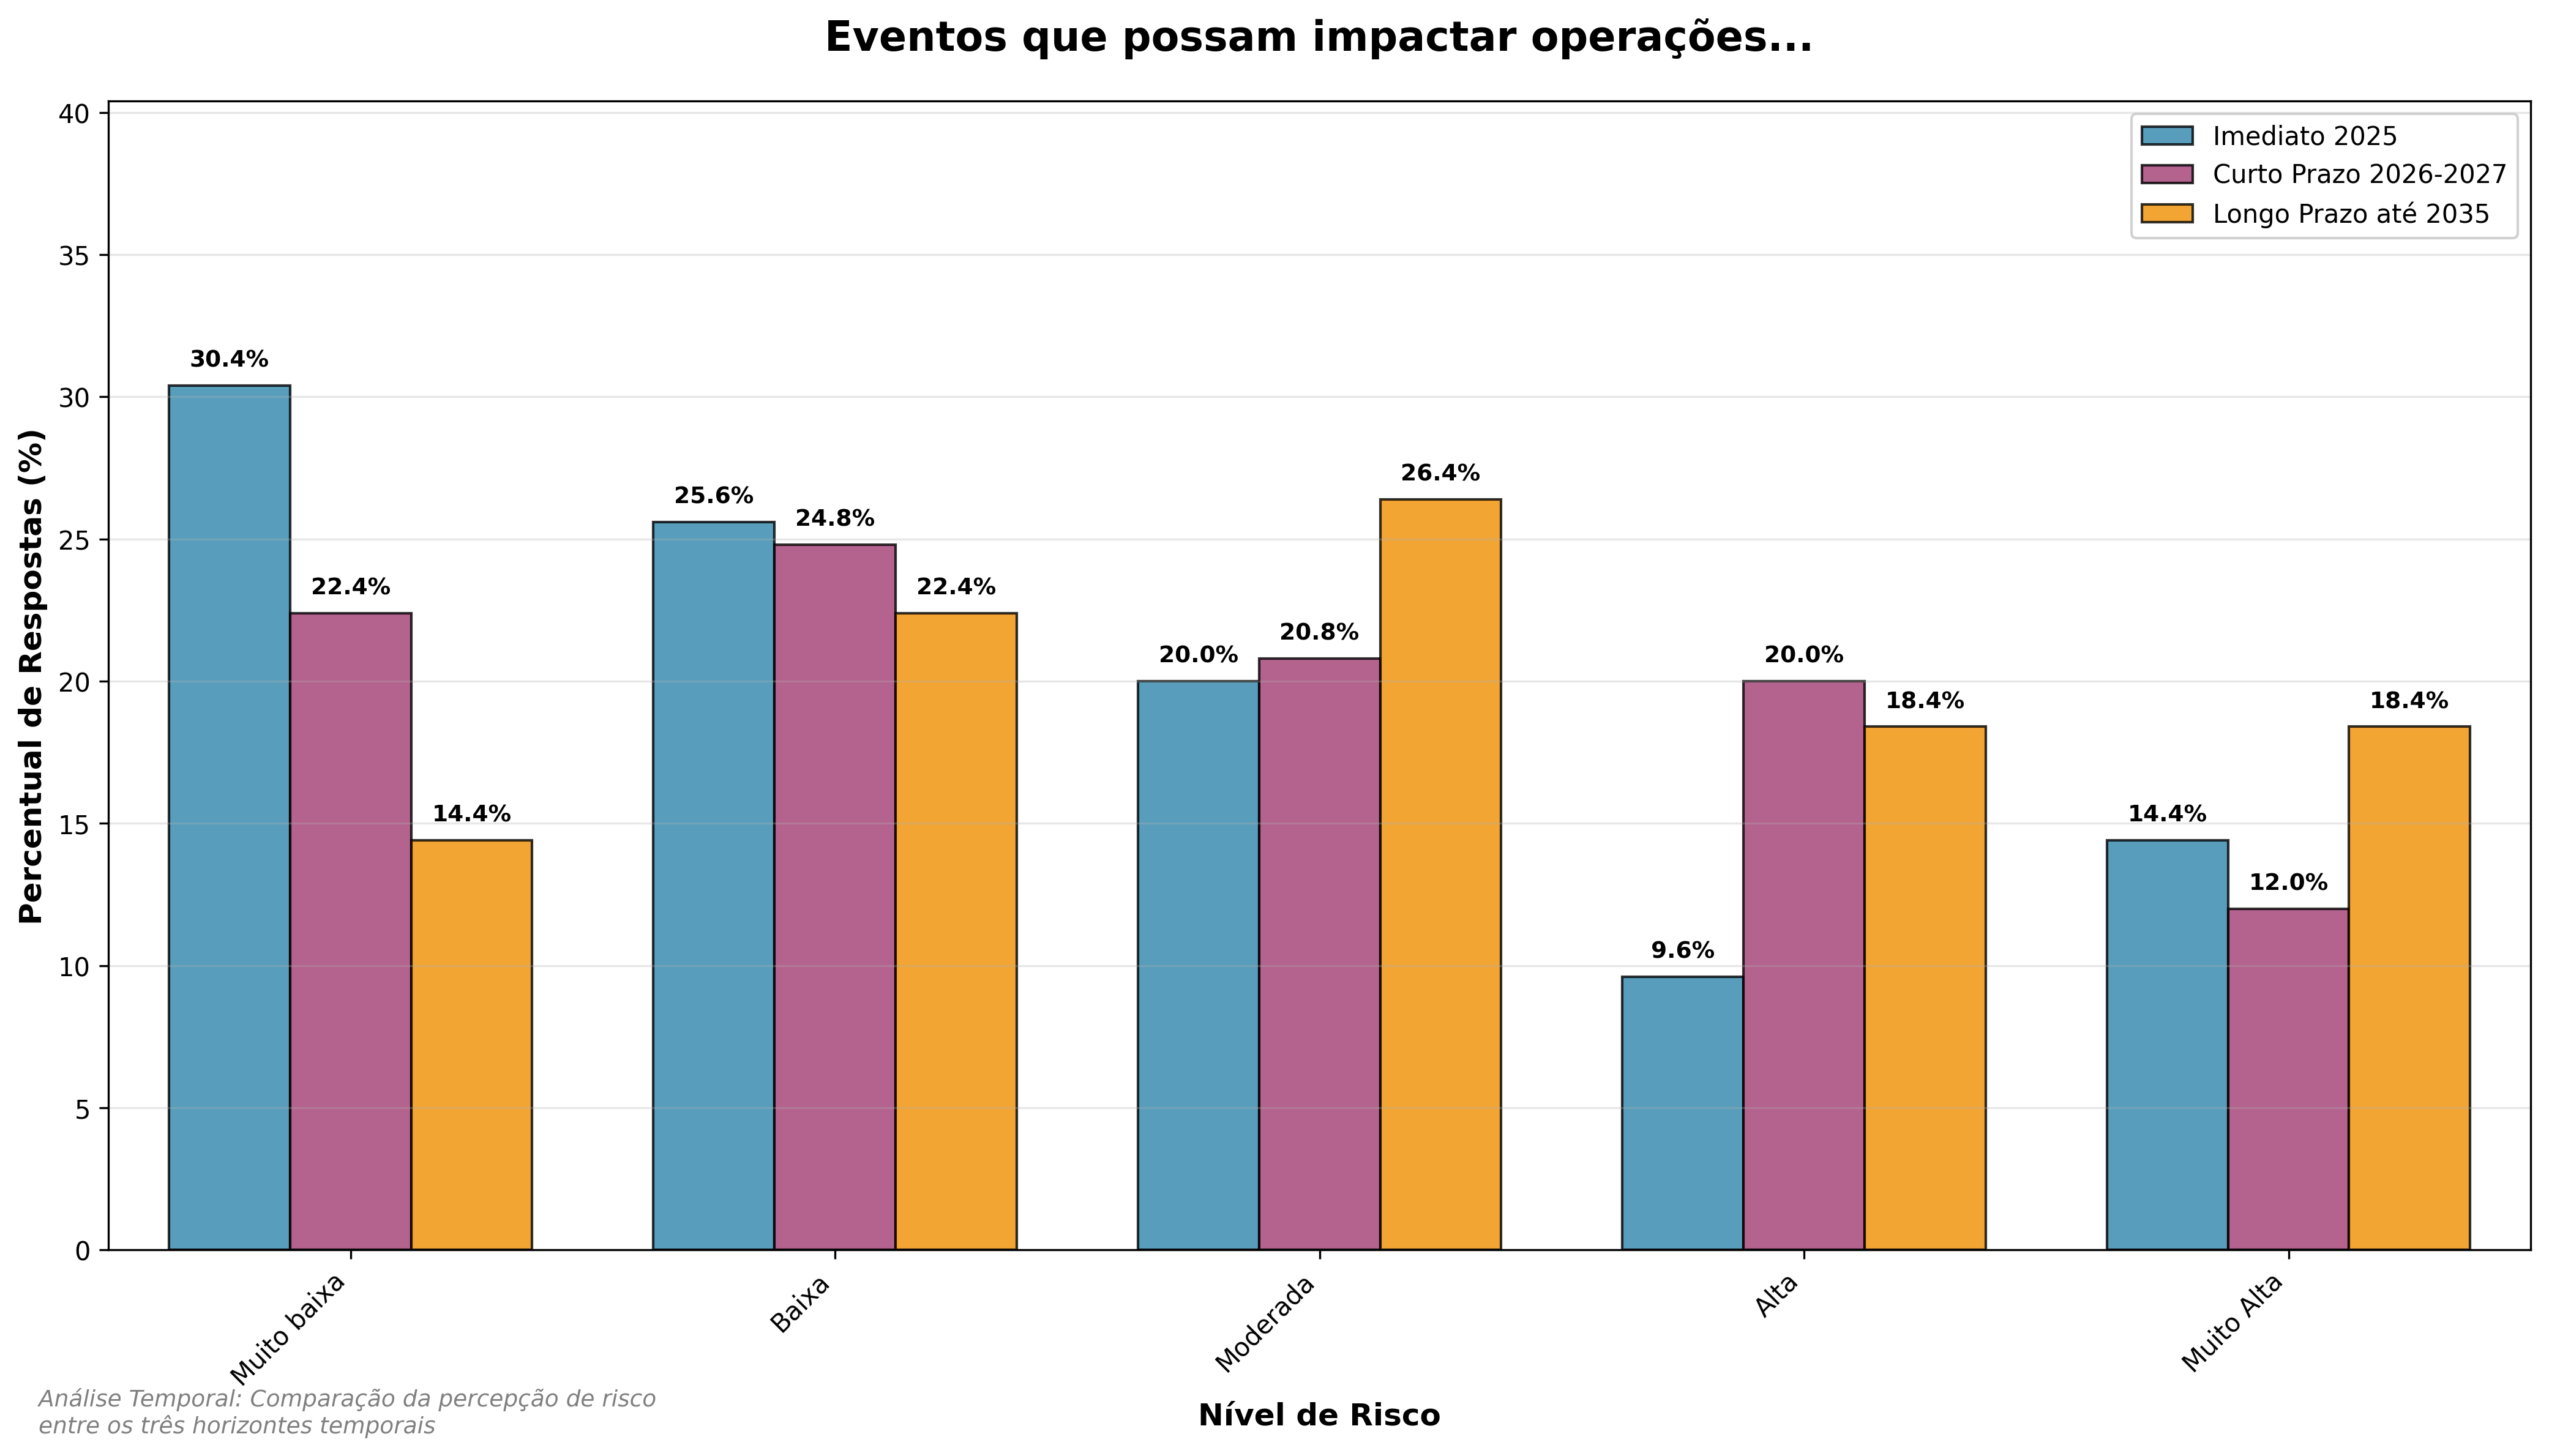 Eventos que possam impactar operações...
Imediato 2025
Curto Prazo 2026-2027
Longo Prazo até 2035
Percentual de Respostas (%)
40
35
30
25
20
15
10
5
0
30.4%
22.4%
14.4%
25.6%
24.8%
22.4%
20.0%
20.8%
26.4%
9.6%
20.0%
18.4%
14.4%
12.0%
18.4%
Muito baixa
Baixa
Moderada
Alta
Muito Alta
Nível de Risco
Análise Temporal: Comparação da percepção de risco
entre os três horizontes temporais